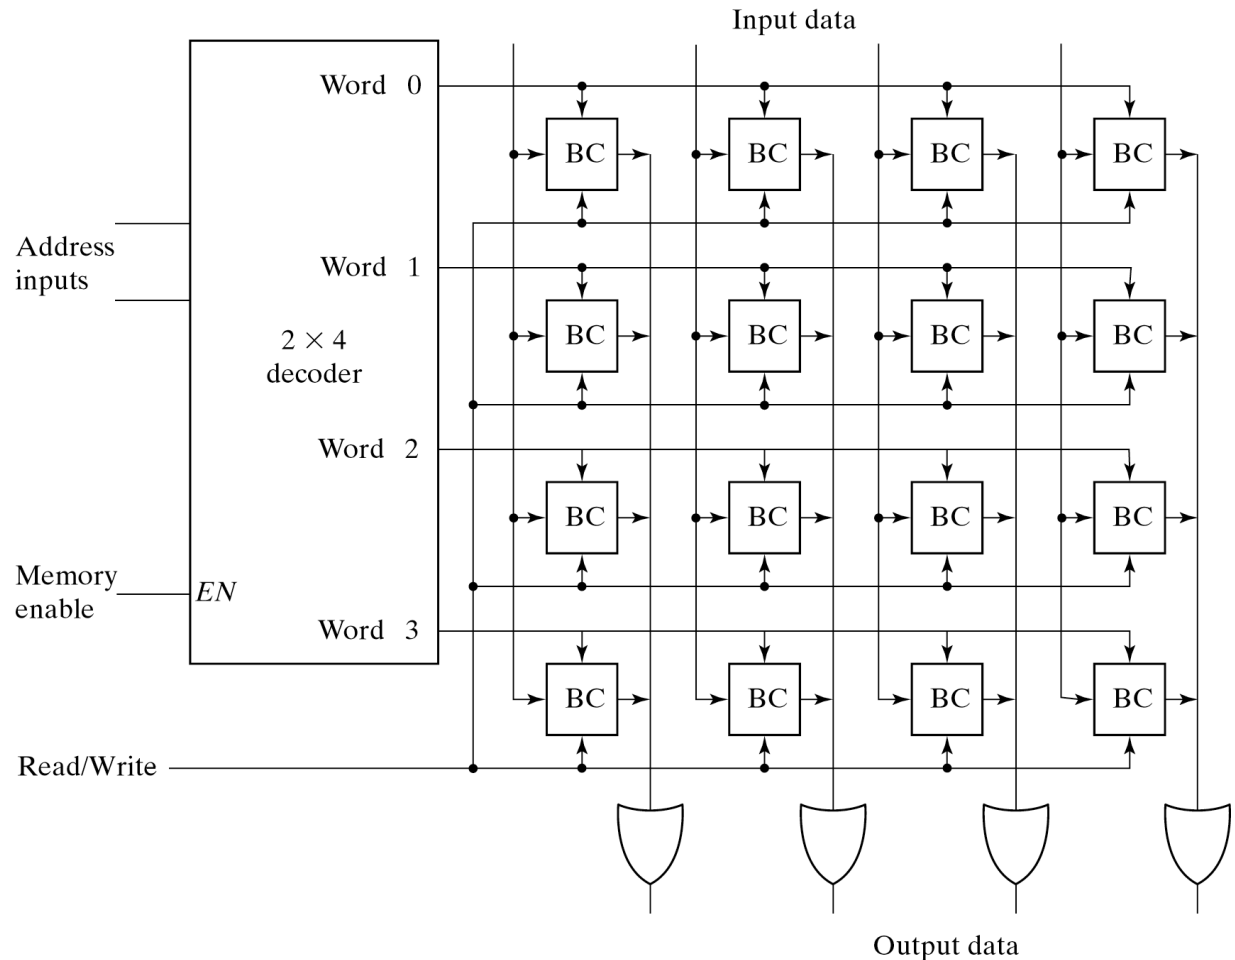 Input data
Word 0
BC BC BC BC
Address
inputs
Word 1
BC BC BC BC
2 × 4
decoder
Word 2
BC BC BC BC
Memory
enable
EN
Word 3
BC BC BC BC
Read/Write
Output data